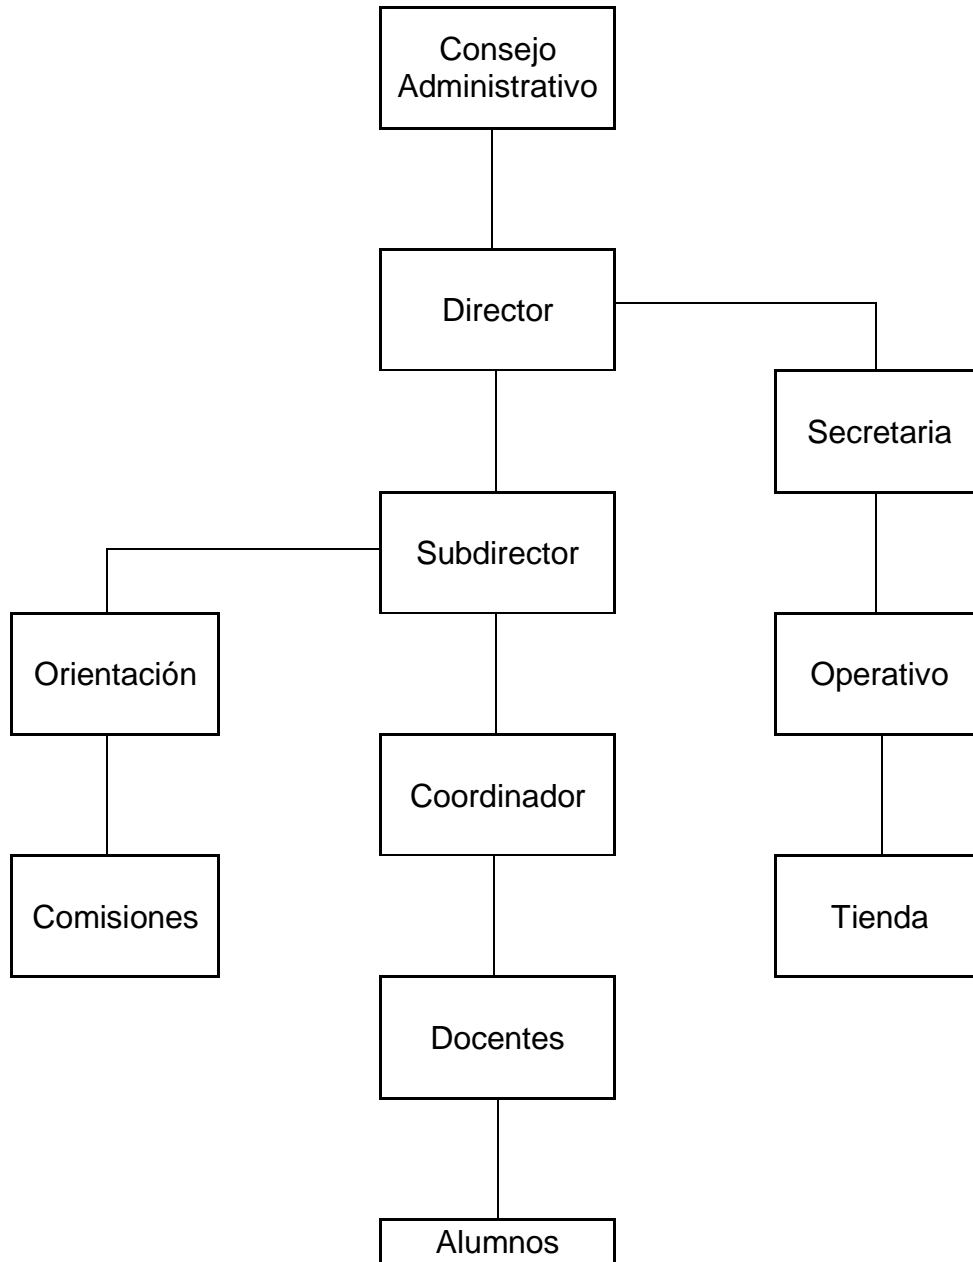 Consejo
Administrativo
Director
Secretaria
Subdirector
Orientación
Operativo
Coordinador
Comisiones
Tienda
Docentes
Alumnos